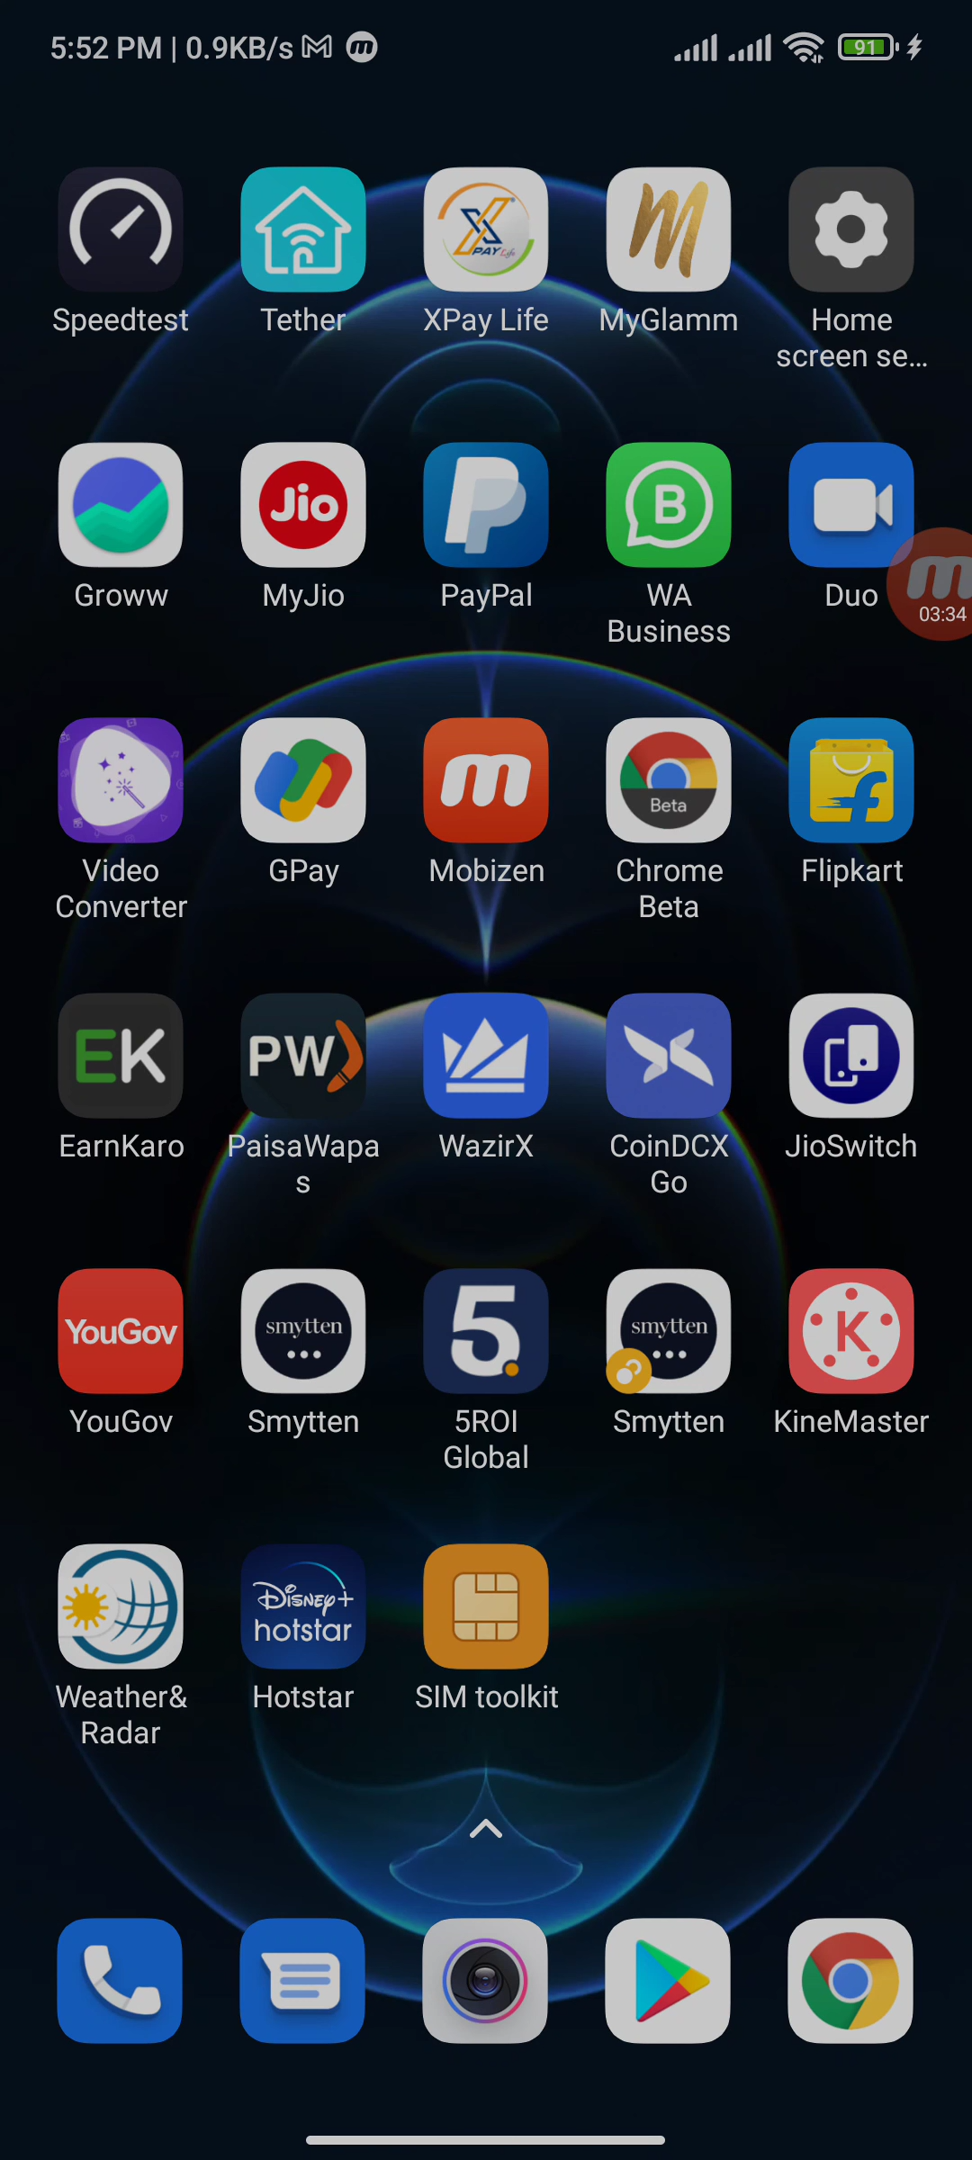 5:52 PM | 0.9KB/s
91
PAY Life
Speedtest
Tether
XPay Life
MyGlamm
Home
screen se...
Jio
B
Groww
MyJio
PayPal
WA
Business
Duo
m
03:34
m
Beta
Video
Converter
GPay
Mobizen
Chrome
Beta
Flipkart
EK
PW
EarnKaro
PaisaWapa
s
WazirX
CoinDCX
Go
JioSwitch
YouGov
smytten
5
smytten
K
YouGov
Smytten
5ROI
Global
Smytten
KineMaster
Disney+
hotstar
Weather&
Radar
Hotstar
SIM toolkit